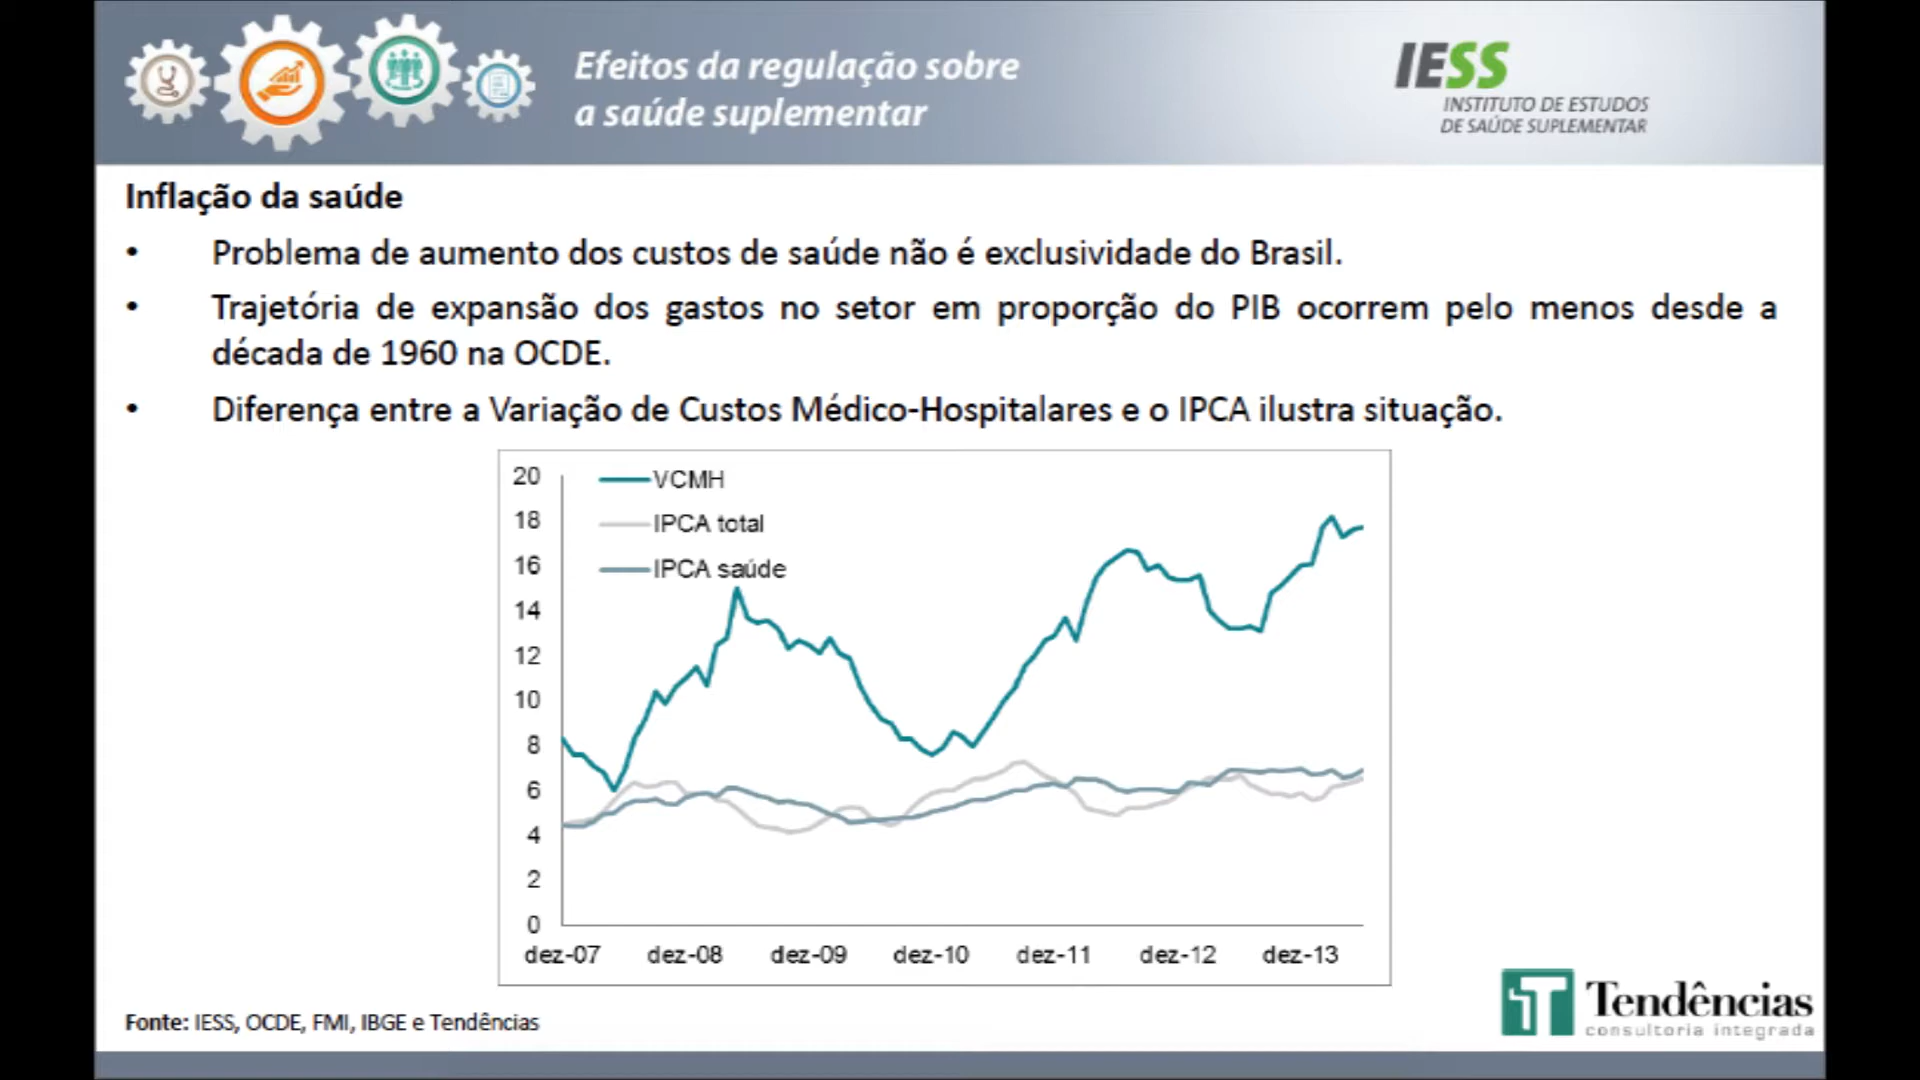 Efeitos da regulação sobre
a saúde suplementar
IESS
INSTITUTO DE ESTUDOS
DE SAÚDE SUPLEMENTAR
Inflação da saúde
• Problema de aumento dos custos de saúde não é exclusividade do Brasil.
• Trajetória de expansão dos gastos no setor em proporção do PIB ocorrem pelo menos desde a
década de 1960 na OCDE.
• Diferença entre a Variação de Custos Médico-Hospitalares e o IPCA ilustra situação.
VCMH
IPCA total
IPCA saúde
20
18
16
14
12
10
8
6
4
2
0
dez-07 dez-08 dez-09 dez-10 dez-11 dez-12 dez-13
Fonte: IESS, OCDE, FMI, IBGE e Tendências
T Tendências
consultoria integrada